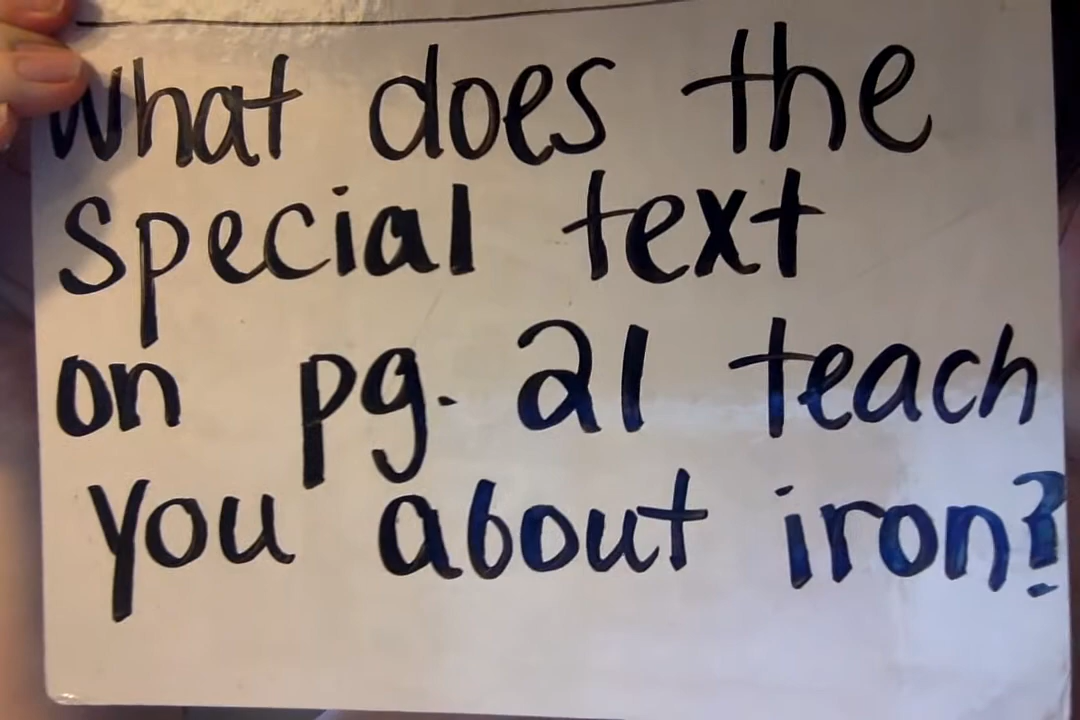 What does the
special text
on pg. 21 teach
you about iron?